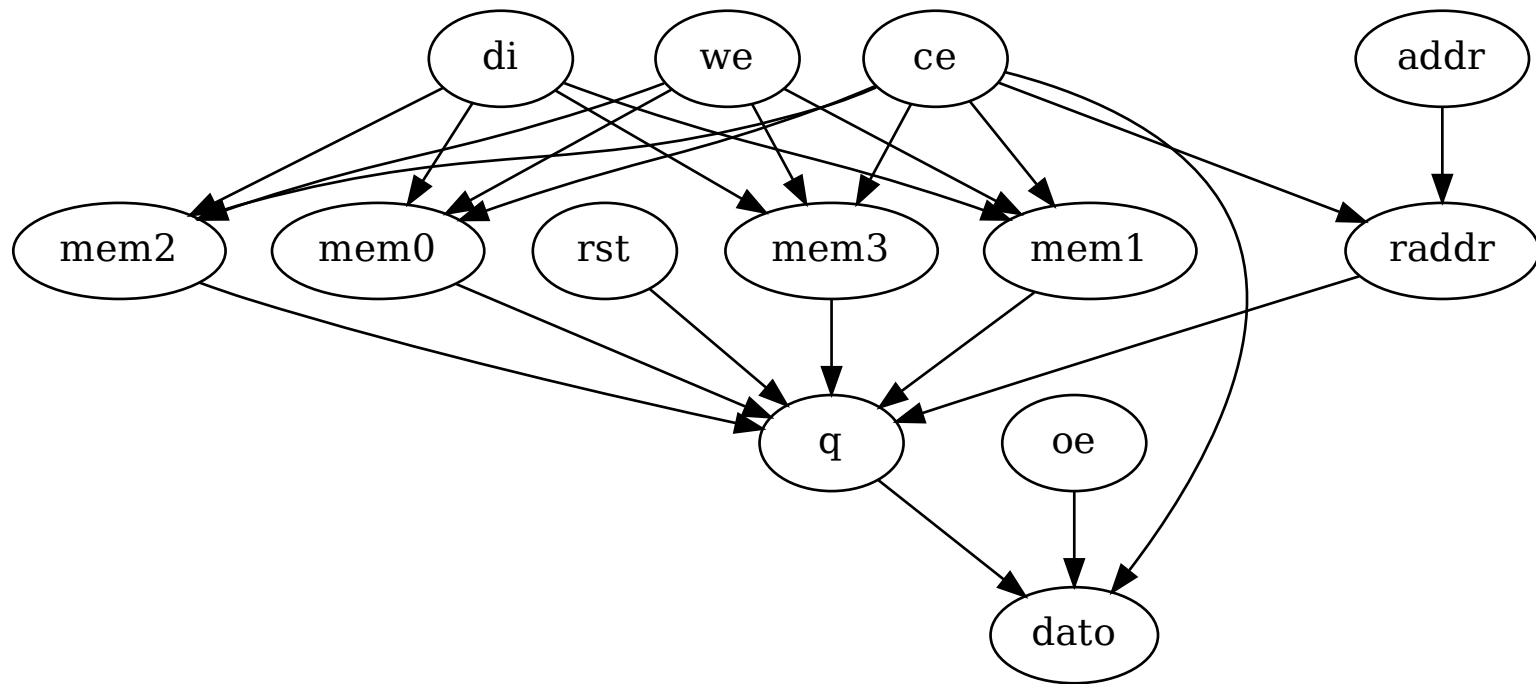 di
we
ce
addr
mem2
mem0
rst
mem3
mem1
raddr
q
oe
dato